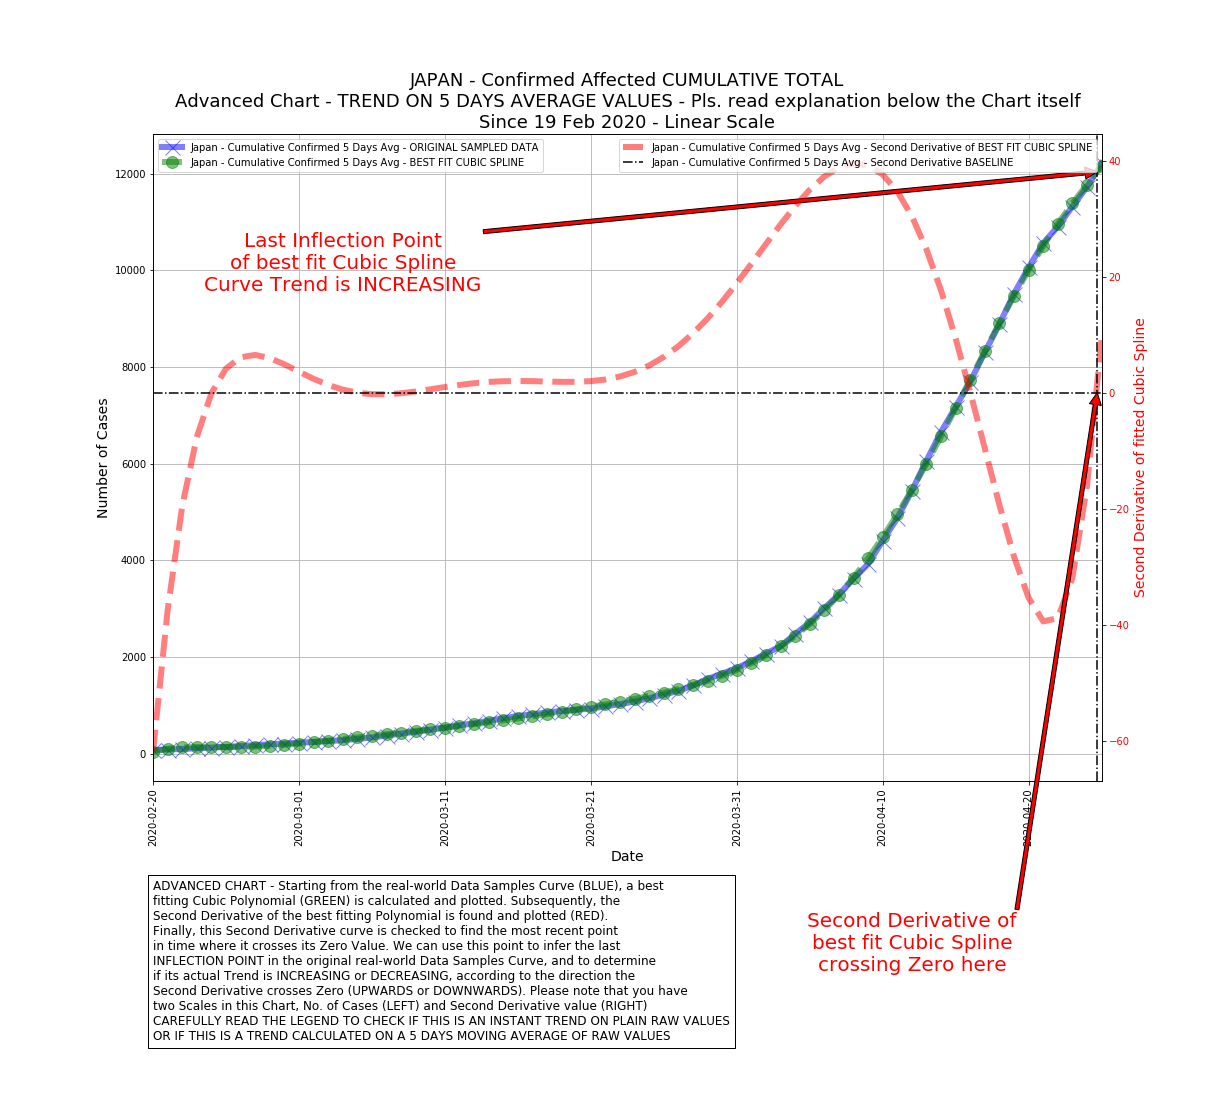 JAPAN - Confirmed Affected CUMULATIVE TOTAL
Advanced Chart - TREND ON 5 DAYS AVERAGE VALUES - Pls. read explanation below the Chart itself
Since 19 Feb 2020 - Linear Scale
Japan - Cumulative Confirmed 5 Days Avg - ORIGINAL SAMPLED DATA
Japan - Cumulative Confirmed 5 Days Avg - BEST FIT CUBIC SPLINE
Japan - Cumulative Confirmed 5 Days Avg - Second Derivative of BEST FIT CUBIC SPLINE
Japan - Cumulative Confirmed 5 Days Avg - Second Derivative BASELINE
Last Inflection Point
of best fit Cubic Spline
Curve Trend is INCREASING
Number of Cases
12000
10000
8000
6000
4000
2000
0
40
20
0
−20
−40
−60
Second Derivative of fitted Cubic Spline
2020-02-20
2020-03-01
2020-03-11
2020-03-21
2020-03-31
2020-04-10
2020-04-20
Date
ADVANCED CHART - Starting from the real-world Data Samples Curve (BLUE), a best
fitting Cubic Polynomial (GREEN) is calculated and plotted. Subsequently, the
Second Derivative of the best fitting Polynomial is found and plotted (RED).
Finally, this Second Derivative curve is checked to find the most recent point
in time where it crosses its Zero Value. We can use this point to infer the last
INFLECTION POINT in the original real-world Data Samples Curve, and to determine
if its actual Trend is INCREASING or DECREASING, according to the direction the
Second Derivative crosses Zero (UPWARDS or DOWNWARDS). Please note that you have
two Scales in this Chart, No. of Cases (LEFT) and Second Derivative value (RIGHT)
CAREFULLY READ THE LEGEND TO CHECK IF THIS IS AN INSTANT TREND ON PLAIN RAW VALUES
OR IF THIS IS A TREND CALCULATED ON A 5 DAYS MOVING AVERAGE OF RAW VALUES
Second Derivative of
best fit Cubic Spline
crossing Zero here